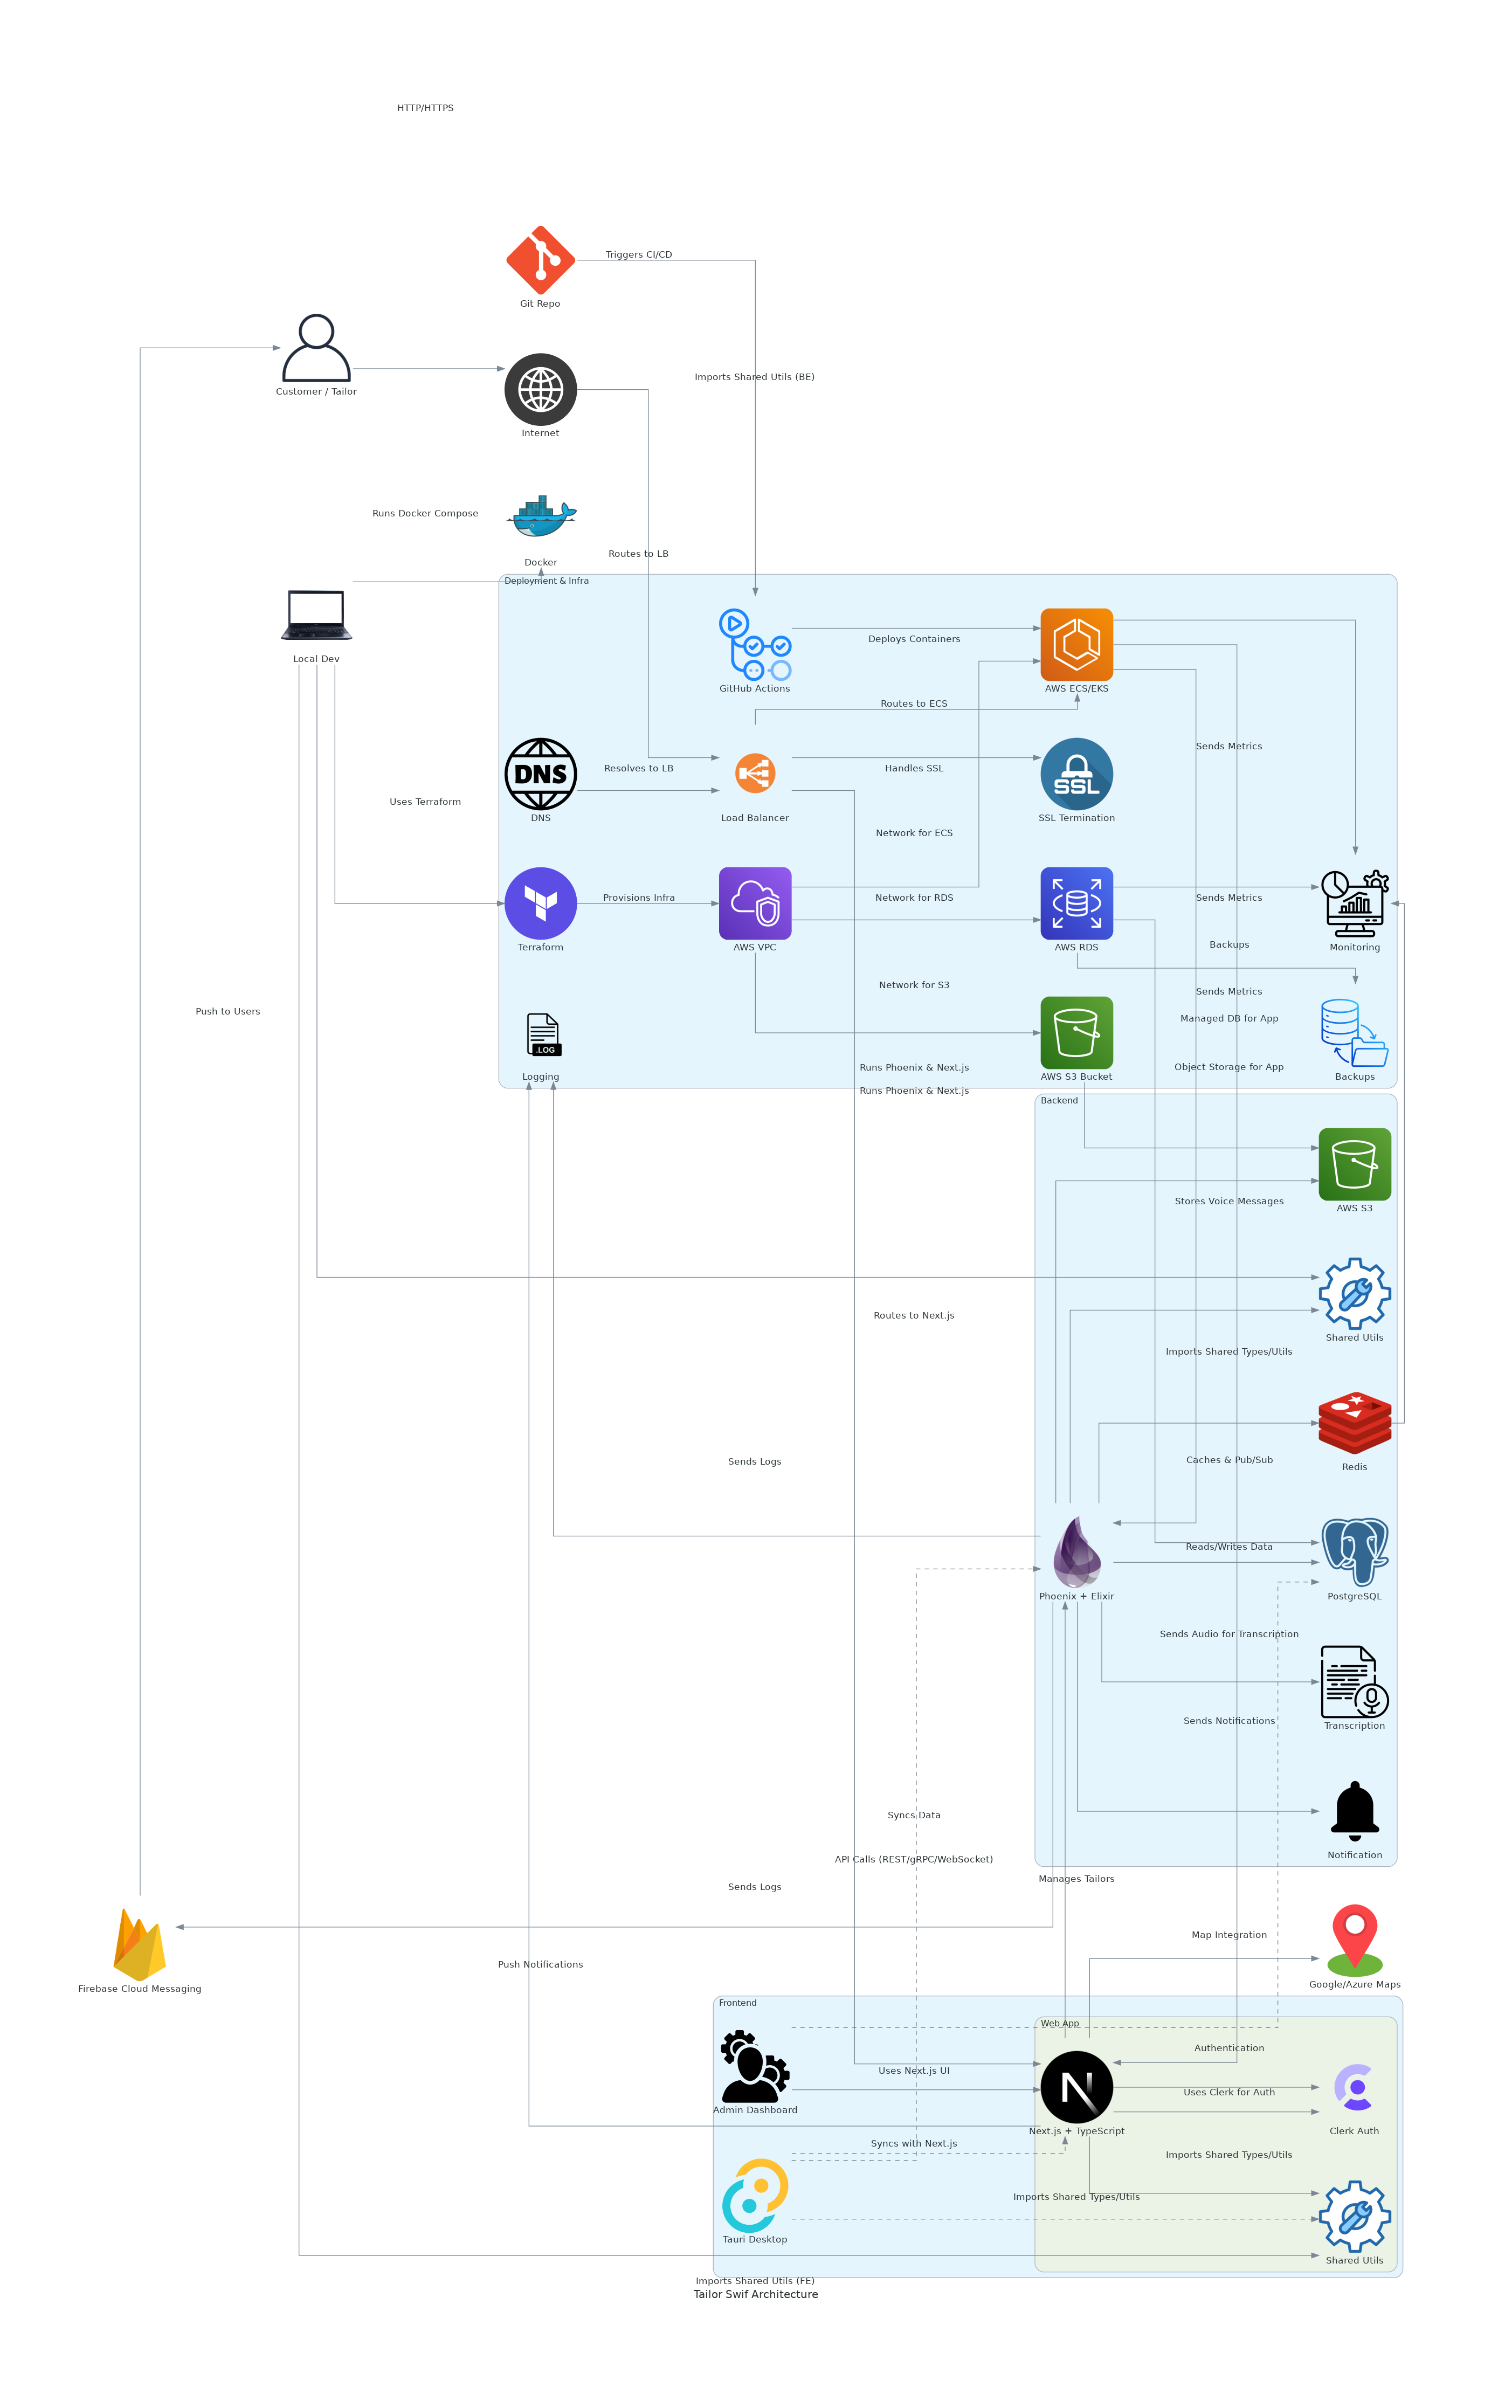 HTTP/HTTPS
Triggers CI/CD
Git Repo
Imports Shared Utils (BE)
Customer / Tailor
Internet
Runs Docker Compose
Routes to LB
Docker
Deployment & Infra
Deploys Containers
Local Dev
GitHub Actions
AWS ECS/EKS
Routes to ECS
Sends Metrics
DNS
Resolves to LB
Handles SSL
SSL
Uses Terraform
DNS
Load Balancer
SSL Termination
Network for ECS
Provisions Infra
Network for RDS
Sends Metrics
Terraform
AWS VPC
AWS RDS
Backups
Monitoring
Network for S3
Sends Metrics
Push to Users
Managed DB for App
.LOG
Runs Phoenix & Next.js
Object Storage for App
Logging
AWS S3 Bucket
Backups
Runs Phoenix & Next.js
Backend
Stores Voice Messages
AWS S3
Routes to Next.js
Shared Utils
Imports Shared Types/Utils
Sends Logs
Caches & Pub/Sub
Redis
Reads/Writes Data
Phoenix + Elixir
PostgreSQL
Sends Audio for Transcription
Sends Notifications
Transcription
Syncs Data
API Calls (REST/gRPC/WebSocket)
Notification
Manages Tailors
Sends Logs
Map Integration
Push Notifications
Firebase Cloud Messaging
Google/Azure Maps
Frontend
Web App
Authentication
Uses Next.js UI
N
Uses Clerk for Auth
Admin Dashboard
Next.js + TypeScript
Clerk Auth
Syncs with Next.js
Imports Shared Types/Utils
Imports Shared Types/Utils
Tauri Desktop
Shared Utils
Imports Shared Utils (FE)
Tailor Swif Architecture